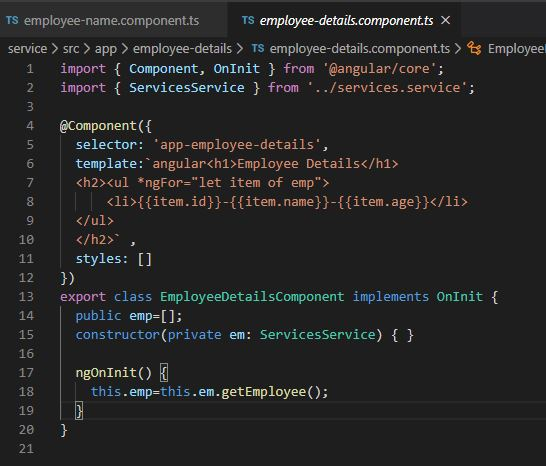 TS employee-name.component.ts TS employee-details.component.ts ×
service > src > app > employee-details > TS employee-details.component.ts >
1 import { Component, OnInit } from '@angular/core';
2 import { ServicesService } from '../services.service';
3
4 @Component({
5   selector: 'app-employee-details',
6   template:`angular<h1>Employee Details</h1>
7   <h2><ul *ngFor="let item of emp">
8       <li>{{item.id}}-{{item.name}}-{{item.age}}</li>
9   </ul>
10   </h2>` ,
11   styles: []
12 })
13 export class EmployeeDetailsComponent implements OnInit {
14   public emp=[];
15   constructor(private em: ServicesService) { }
16
17   ngOnInit() {
18     this.emp=this.em.getEmployee();
19   }
20 }
21